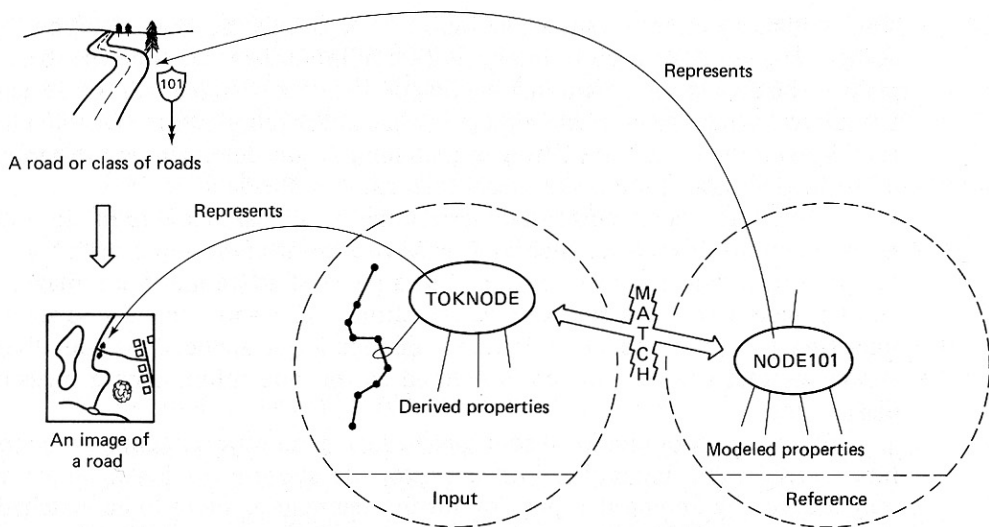 Represents
101
A road or class of roads
Represents
TOKNODE
MATCH
NODE101
Derived properties
Modeled properties
An image of
a road
Input
Reference